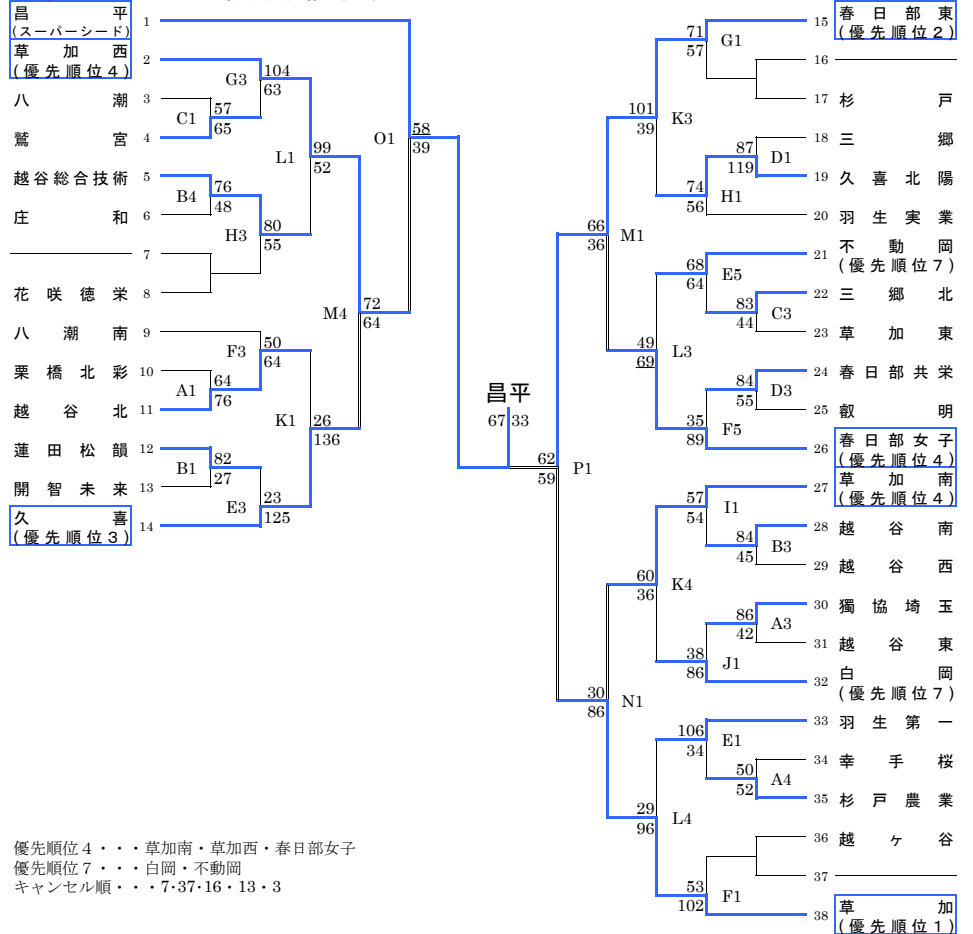 昌平
(スーパーシード)
1
草加西
2
(優先順位4)
八潮
3
鷲宮
4
越谷総合技術
5
庄和
6
7
花咲徳栄
8
八潮南
9
栗橋北彩
10
越谷北
11
蓮田松韻
12
開智未来
13
久喜
14
(優先順位3)
G3
104
63
C1
57
65
L1
99
52
B4
76
48
H3
80
55
O1
58
39
M4
72
64
F3
50
64
A1
64
76
K1
26
136
B1
82
27
E3
23
125
昌平
67
33
P1
62
59
71
57
G1
101
39
K3
87
119
D1
74
56
H1
66
36
M1
68
64
E5
83
44
C3
49
69
L3
84
55
D3
35
89
F5
57
54
I1
84
45
B3
60
36
K4
86
42
A3
38
86
J1
30
86
N1
106
34
E1
50
52
A4
29
96
L4
53
102
F1
15
春日部東
(優先順位2)
16
17
杉戸
18
三郷
19
久喜北陽
20
羽生実業
21
不動岡
(優先順位7)
22
三郷北
23
草加東
24
春日部共栄
25
叡明
26
春日部女子
(優先順位4)
27
草加南
(優先順位4)
28
越谷南
29
越谷西
30
獨協埼玉
31
越谷東
32
白岡
(優先順位7)
33
羽生第一
34
幸手桜
35
杉戸農業
36
越ヶ谷
37
38
草加
(優先順位1)
優先順位4・・・草加南・草加西・春日部女子
優先順位7・・・白岡・不動岡
キャンセル順・・・7・37・16・13・3